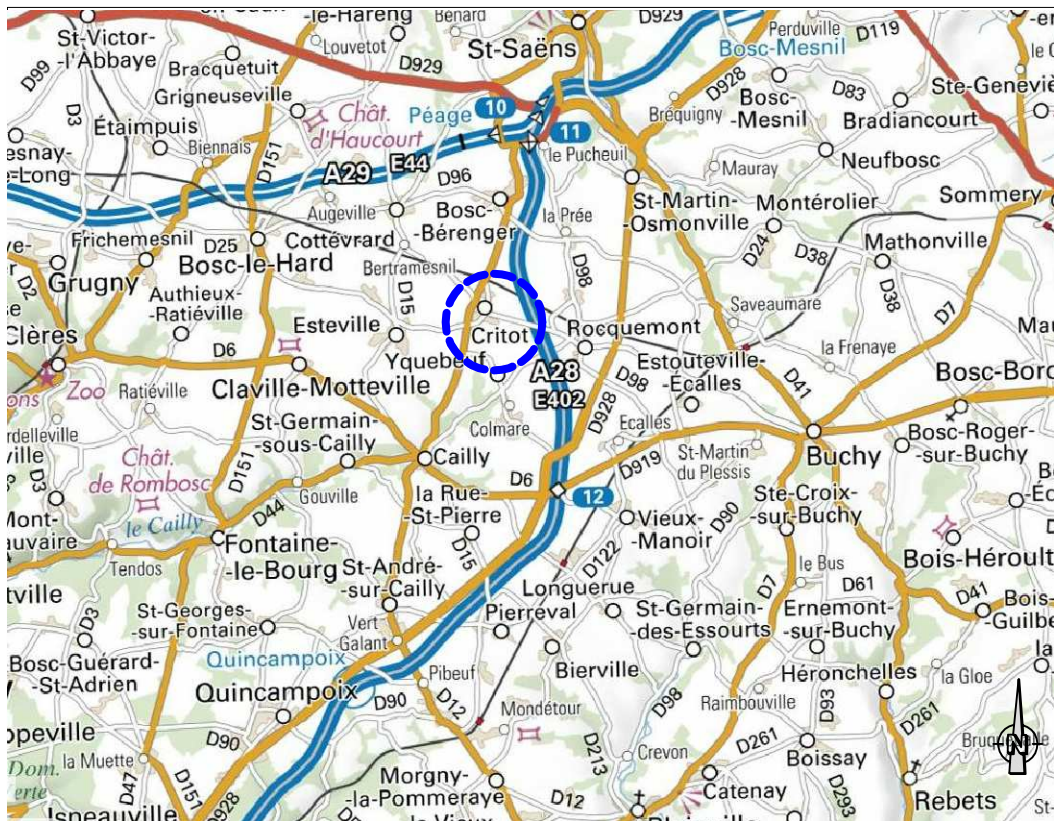 -le-Hareng
Bénard
D929
Perduville
D119
St-Victor-
-l'Abbaye
Louvetot
St-Saëns
Bosc-Mesnil
D99
D3
Bracquetuit
D929
D928
Grigneuseville
Ste-Geneviè
Étaimpuis
Chât.
d'Haucourt
Péage
10
11
Bréquigny
Bosc-
-Mesnil
D83
Bradiancourt
Biennais
D151
le Pucheuil
Neufbosc
-Long
A29
E44
D96
Mauray
Augeville
Bosc-
-Bérenger
la Prée
St-Martin-
-Osmonville
Montérolier
Sommery
Frichemesnil
D25
Cottévrard
D24
D38
Mathonville
Bosc-le-Hard
Bertramesnil
D98
Grugny
D2
Authieux-
-Ratiéville
D15
D38
Saveaumare
D7
Clères
Esteville
Critot
Rocquemont
D6
Yquebeuf
Estouteville-
-Ecalles
la Frenaye
Zoo
Ratiéville
Claville-Motteville
A28
D98
D41
Bosc-Bord
E402
D928
St-Germain-
-sous-Cailly
Colmare
Ecalles
Bosc-Roger-
-sur-Buchy
D151
Cailly
D919
St-Martin
du Plessis
Buchy
Chât.
de Rombosc
D3
Gouville
D6
la Rue-
-St-Pierre
12
Ste-Croix-
-sur-Buchy
D44
le Cailly
Vieux-
-Manoir
D90
Fontaine-
-le-Bourg
Tendos
D15
D122
Bois-Héroult
St-André-
-sur-Cailly
le Bus
Longuerue
D7
D61
D3
St-Georges-
-sur-Fontaine
Pierreval
St-Germain-
-des-Essourts
Ernemont-
-sur-Buchy
D41
Bois-
-Guilbe
Vert
Galant
Bosc-Guérard-
-St-Adrien
Quincampoix
Bierville
Héronchelles
Pibeuf
la Gloe
Quincampoix
D90
D12
Mondétour
D98
Raimbouville
D93
D261
D90
N
la Muette
D213
Crevon
D261
Boissay
Dom.
D47
D151
D928
Morgny-
-la-Pommeraye
D12
Catenay
D293
Rebets
Isneauville
la Vieux-
St-